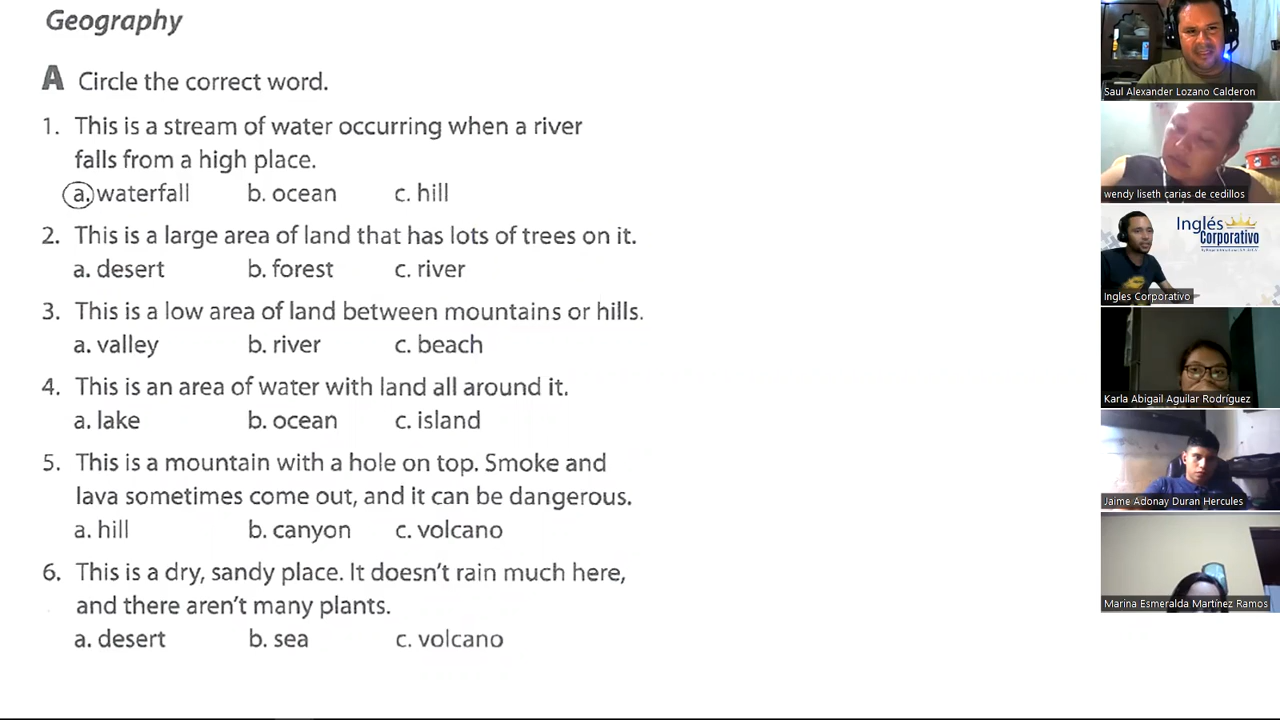 Geography
A Circle the correct word.
1. This is a stream of water occurring when a river
falls from a high place.
a. waterfall b. ocean c. hill
2. This is a large area of land that has lots of trees on it.
a. desert b. forest c. river
3. This is a low area of land between mountains or hills.
a. valley b. river c. beach
4. This is an area of water with land all around it.
a. lake b. ocean c. island
5. This is a mountain with a hole on top. Smoke and
lava sometimes come out, and it can be dangerous.
a. hill b. canyon c. volcano
6. This is a dry, sandy place. It doesn't rain much here,
and there aren't many plants.
a. desert b. sea c. volcano
Saul Alexander Lozano Calderon
wendy liseth carias de cedillos
Inglés
Corporativo
Ingles Corporativo
Karla Abigail Aguilar Rodríguez
Jaime Adonay Duran Hercules
Marina Esmeralda Martínez Ramos